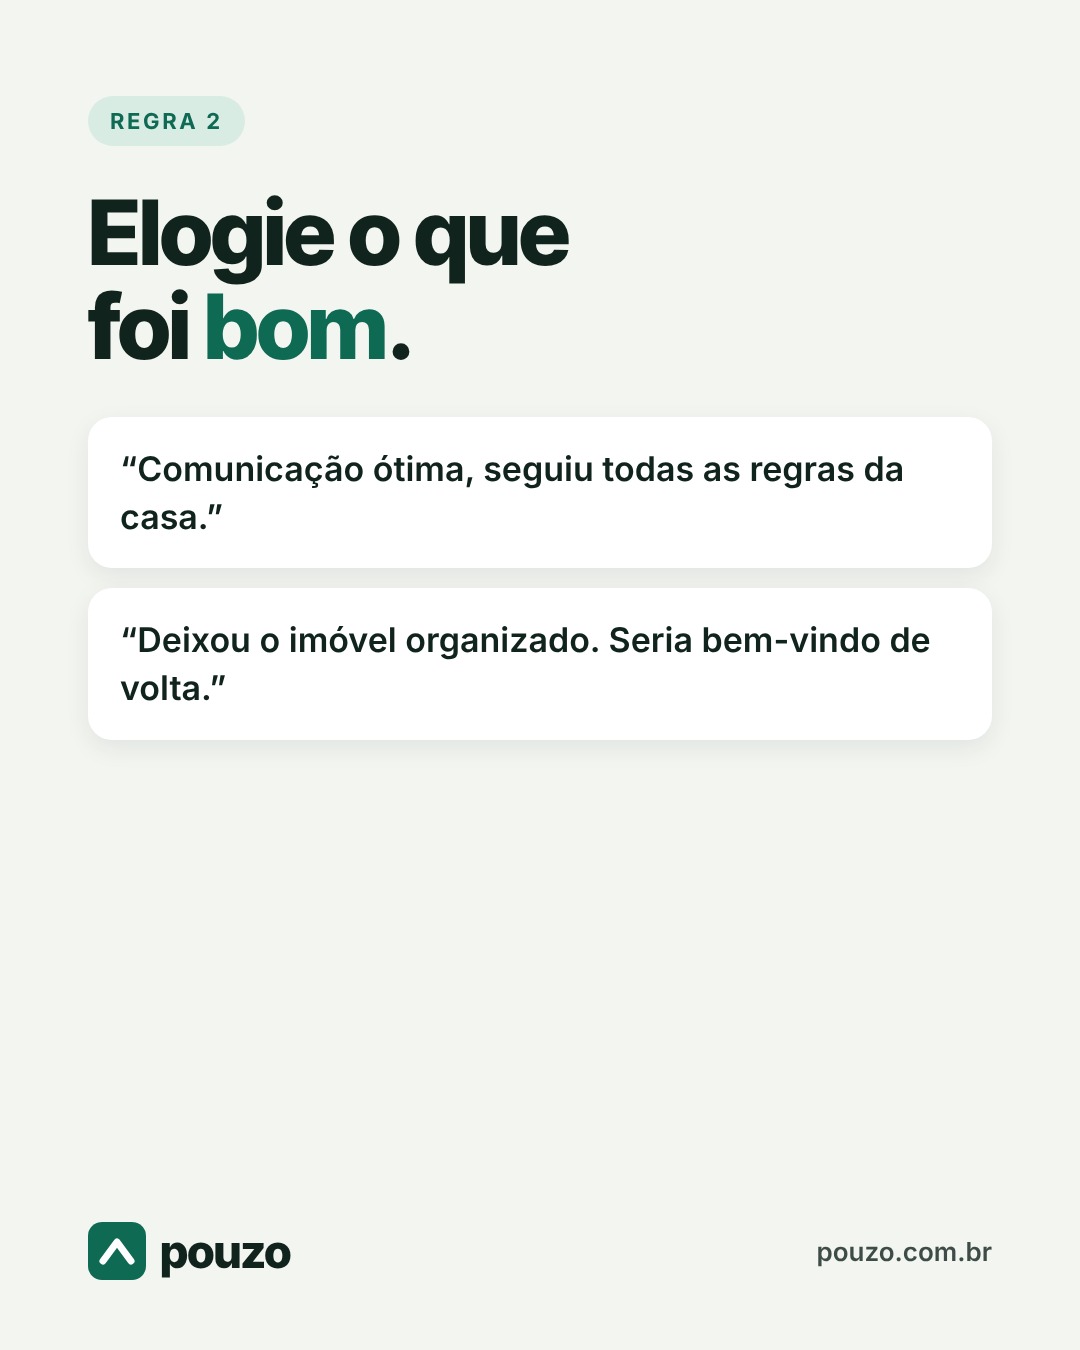 REGRA 2
Elogie o que
foi bom.
“Comunicação ótima, seguiu todas as regras da
casa.”
“Deixou o imóvel organizado. Seria bem-vindo de
volta.”
pouzo
pouzo.com.br